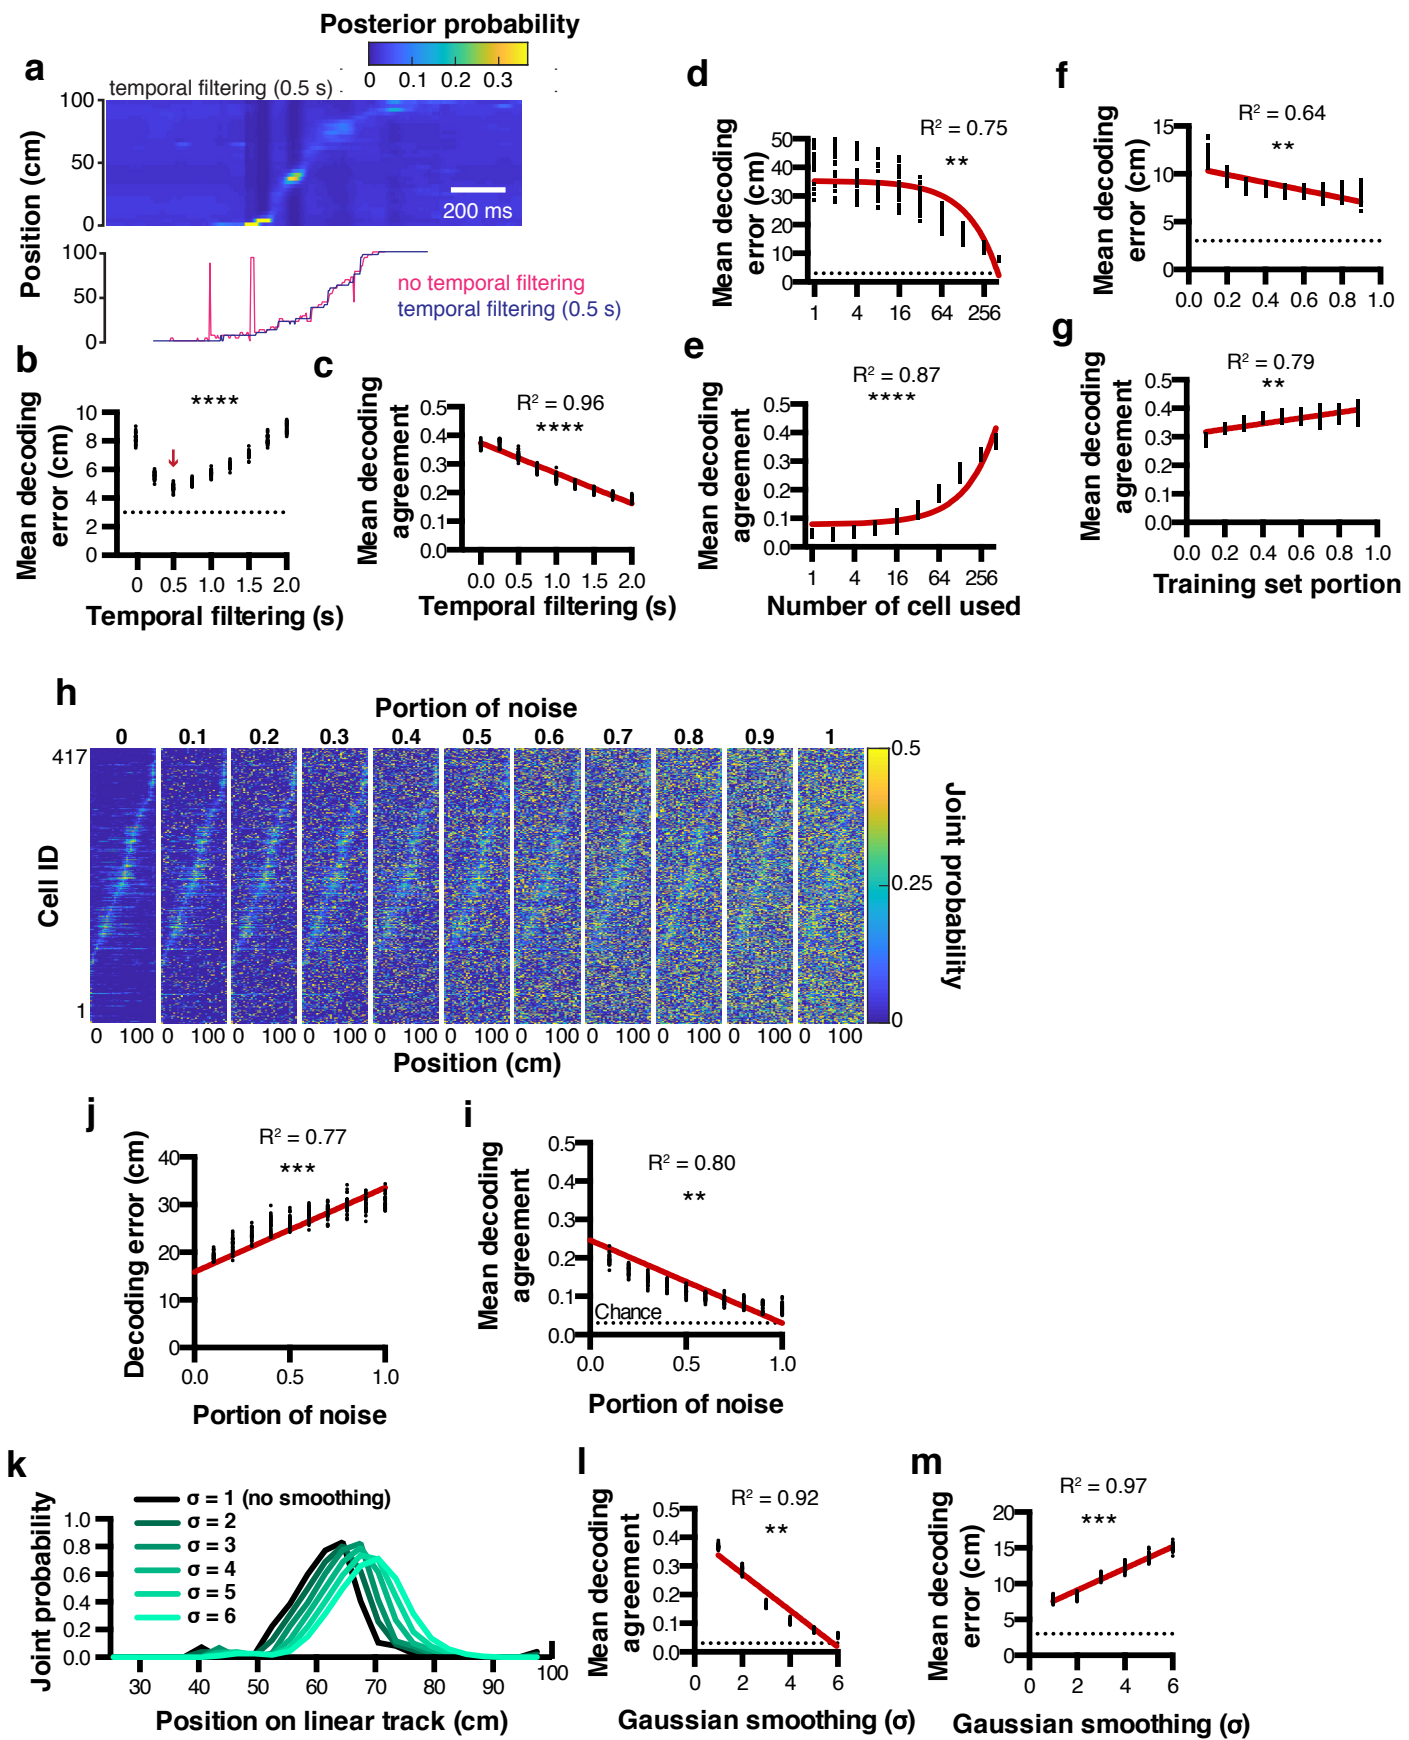 Posterior probability
0 0.1 0.2 0.3
a
temporal filtering (0.5 s)
Position (cm)
100
50
0
200 ms
100
50
0
no temporal filtering
temporal filtering (0.5 s)
b
Mean decoding
error (cm)
10
8
6
4
2
0
****
0 0.5 1.0 1.5 2.0
Temporal filtering (s)
c
Mean decoding
agreement
0.5
0.4
0.3
0.2
0.1
0.0
R² = 0.96
****
0.0 0.5 1.0 1.5 2.0
Temporal filtering (s)
d
Mean decoding
error (cm)
50
40
30
20
10
0
R² = 0.75
**
1 4 16 64 256
e
Mean decoding
agreement
0.5
0.4
0.3
0.2
0.1
0.0
R² = 0.87
****
1 4 16 64 256
Number of cell used
f
Mean decoding
error (cm)
15
10
5
0
R² = 0.64
**
0.0 0.2 0.4 0.6 0.8 1.0
g
Mean decoding
agreement
0.5
0.4
0.3
0.2
0.1
0.0
R² = 0.79
**
0.0 0.2 0.4 0.6 0.8 1.0
Training set portion
h
Portion of noise
0 0.1 0.2 0.3 0.4 0.5 0.6 0.7 0.8 0.9 1
Cell ID
417
1
0 100 0 100 0 100 0 100 0 100 0 100 0 100 0 100 0 100 0 100 0 100
Position (cm)
0.5
0.25
0
Joint probability
j
Decoding error (cm)
40
30
20
10
0
R² = 0.77
***
0.0 0.5 1.0
Portion of noise
i
Mean decoding
agreement
0.5
0.4
0.3
0.2
0.1
0.0
R² = 0.80
**
Chance
0.0 0.5 1.0
Portion of noise
k
Joint probability
1.0
0.8
0.6
0.4
0.2
0.0
σ = 1 (no smoothing)
σ = 2
σ = 3
σ = 4
σ = 5
σ = 6
30 40 50 60 70 80 90 100
Position on linear track (cm)
l
Mean decoding
agreement
0.5
0.4
0.3
0.2
0.1
0.0
R² = 0.92
**
0 2 4 6
Gaussian smoothing (σ)
m
Mean decoding
error (cm)
20
15
10
5
0
R² = 0.97
***
0 2 4 6
Gaussian smoothing (σ)